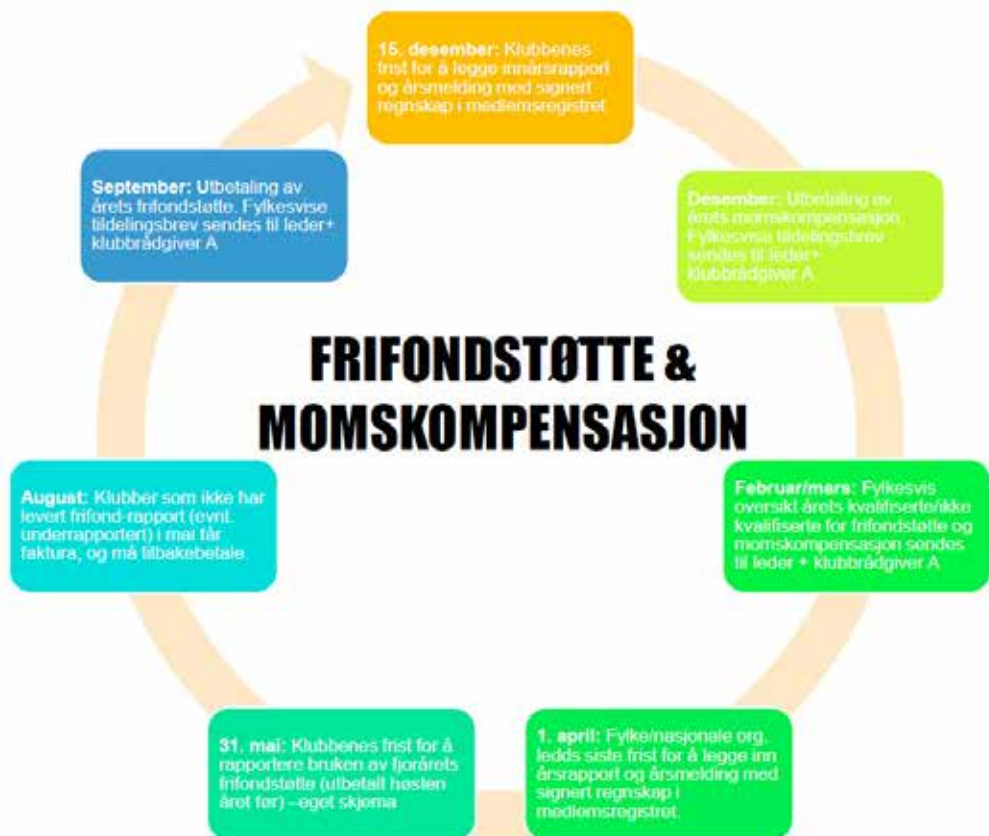 15. desember: Klubbenes
frist for å legge innårsrapport
og årsmelding med signert
regnskap i medlemsregistret
Desember: Utbetaling av
årets momskompensasjon.
Fylkesvise tildelingsbrev
sendes til leder+
klubbrådgiver A
Februar/mars: Fylkesvis
oversikt årets kvalifiserte/ikke
kvalifiserte for frifondstøtte og
momskompensasjon sendes
til leder + klubbrådgiver A
1. april: Fylke/nasjonale org.
ledds siste frist for å legge inn
årsrapport og årsmelding med
signert regnskap i
medlemsregistret.
31. mai: Klubbenes frist for å
rapportere bruken av fjorårets
frifondstøtte (utbetalt høsten
året før) –eget skjema
August: Klubber som ikke har
levert frifond-rapport (evnt.
underrapportert) i mai får
faktura, og må tilbakebetale.
September: Utbetaling av
årets frifondstøtte. Fylkesvise
tildelingsbrev sendes til leder+
klubbrådgiver A
FRIFONDSTØTTE &
MOMSKOMPENSASJON